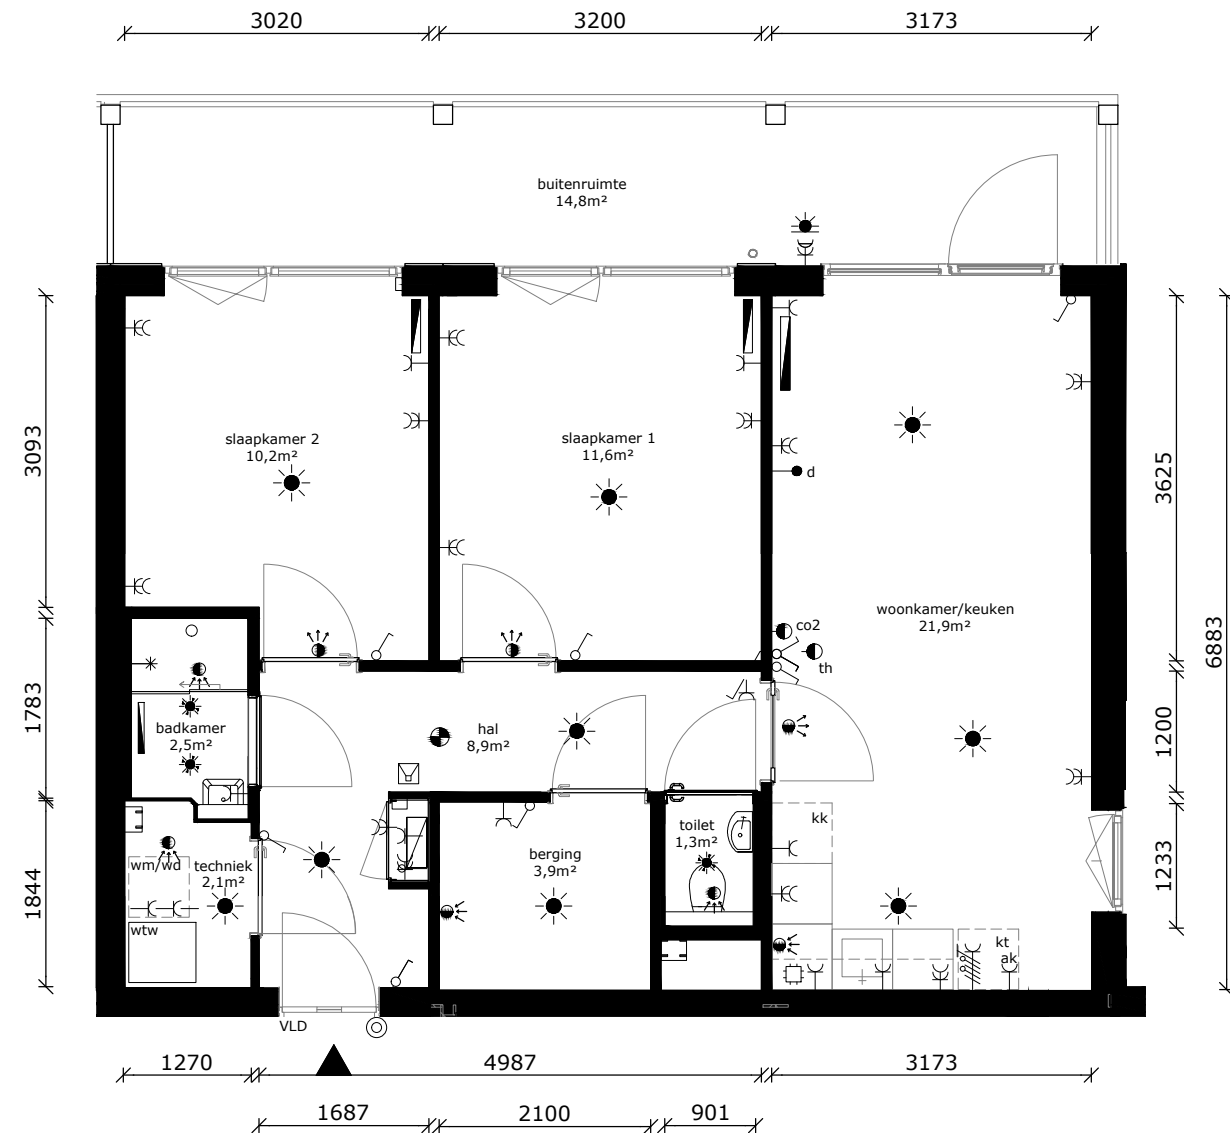 3020
3200
3173
buitenruimte
14,8m²
slaapkamer 2
10,2m²
slaapkamer 1
11,6m²
d
3093
3625
woonkamer/keuken
21,9m²
co2
th
6883
1783
badkamer
2,5m²
hal
8,9m²
1200
kk
toilet
1,3m²
berging
3,9m²
wm/wd
techniek
2,1m²
1844
1233
wtw
kt
ak
VLD
1270
4987
3173
1687
2100
901